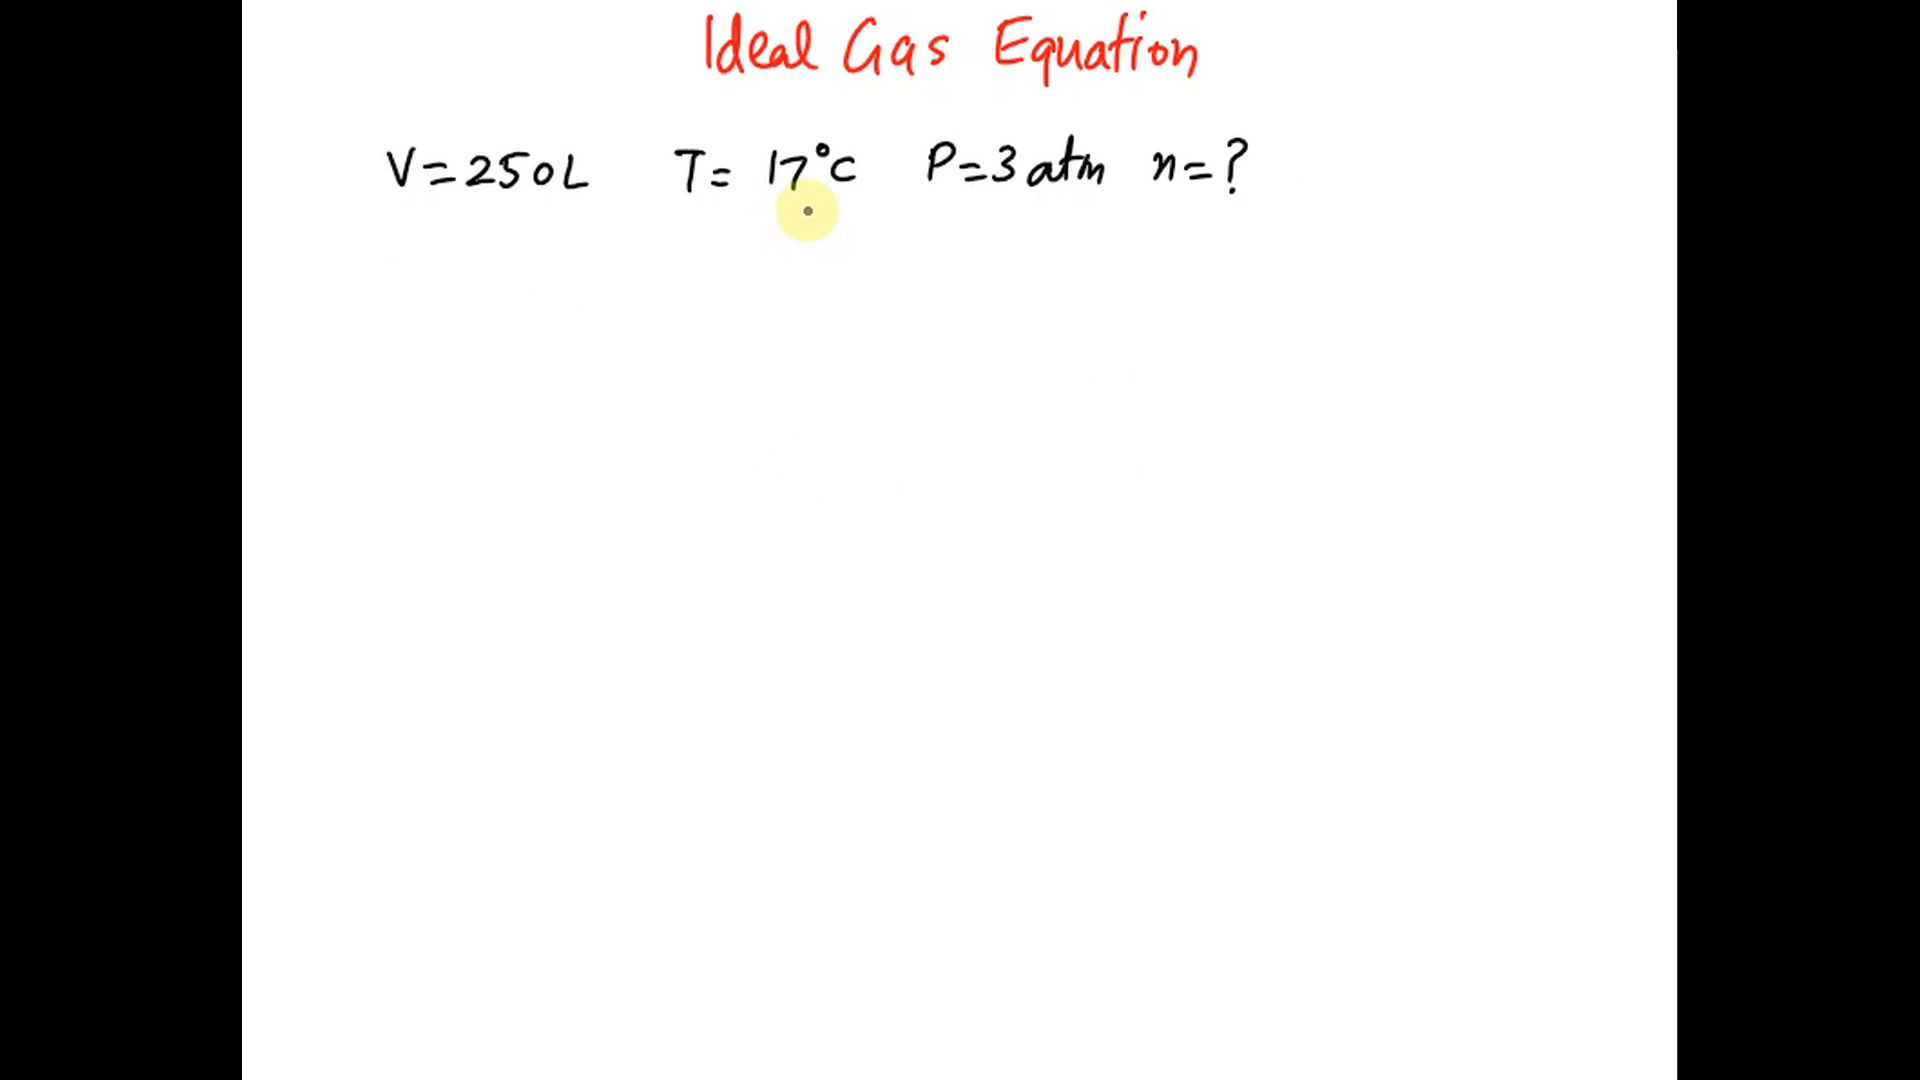 Ideal Gas Equation
V=250L T= 17°C P=3 atm n=?